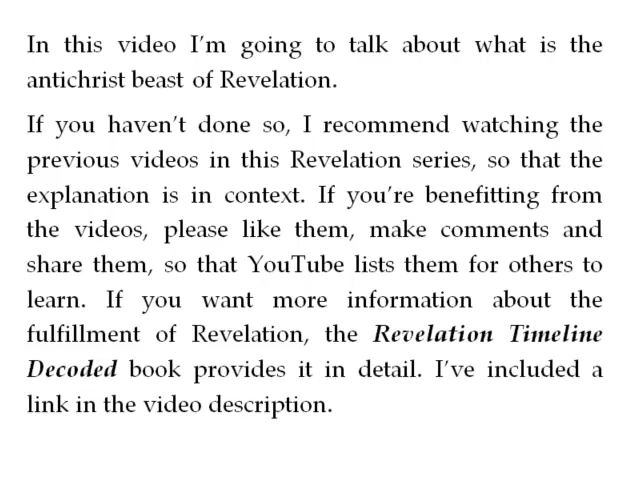 In this video I'm going to talk about what is the
antichrist beast of Revelation.
If you haven't done so, I recommend watching the
previous videos in this Revelation series, so that the
explanation is in context. If you're benefitting from
the videos, please like them, make comments and
share them, so that YouTube lists them for others to
learn. If you want more information about the
fulfillment of Revelation, the Revelation Timeline
Decoded book provides it in detail. I've included a
link in the video description.